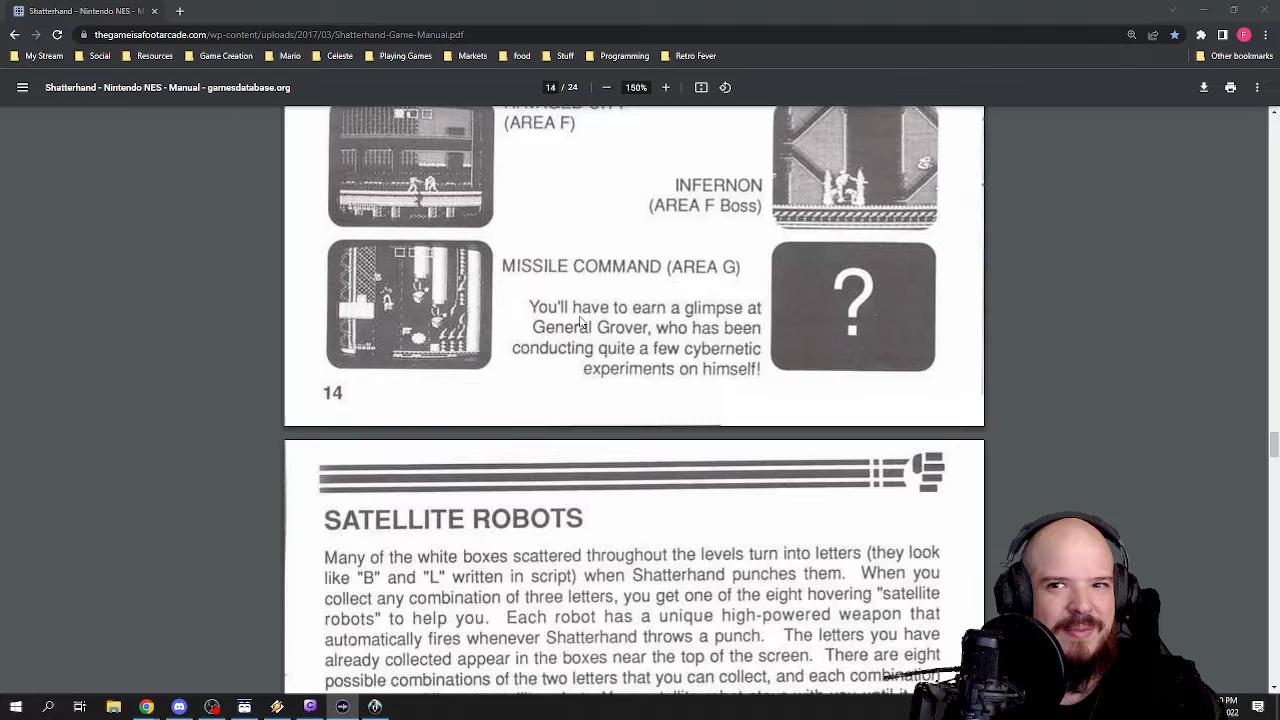 Shatterhand - Nintendo NES - M
thegameisafootarcade.com/wp-content/uploads/2017/03/Shatterhand-Game-Manual.pdf
My Stream
Social
Resources
Game Creation
Mario
Celeste
Playing Games
Markets
food
Stuff
Programming
Retro Fever
Other bookmarks
Shatterhand - Nintendo NES - Manual - gamesdatabase.org
14 / 24
150%
(AREA F)
INFERNON
(AREA F Boss)
MISSILE COMMAND (AREA G)
You'll have to earn a glimpse at
General Grover, who has been
conducting quite a few cybernetic
experiments on himself!
?
14
SATELLITE ROBOTS
Many of the white boxes scattered throughout the levels turn into letters (they look
like "B" and "L" written in script) when Shatterhand punches them. When you
collect any combination of three letters, you get one of the eight hovering "satellite
robots" to help you. Each robot has a unique high-powered weapon that
automatically fires whenever Shatterhand throws a punch. The letters you have
already collected appear in the boxes near the top of the screen. There are eight
possible combinations of the two letters that you can collect, and each combination